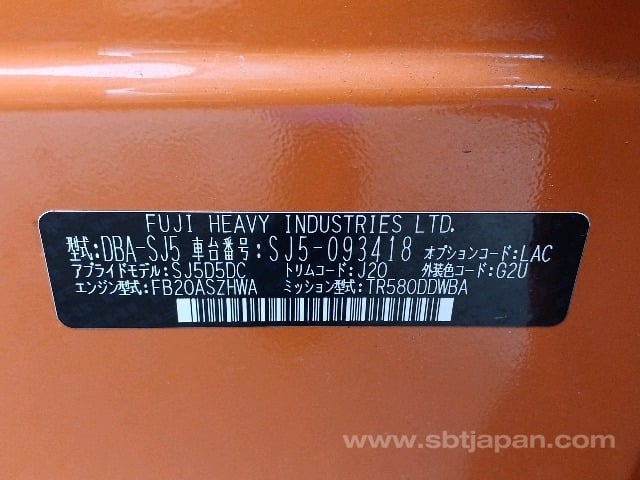 FUJI HEAVY INDUSTRIES LTD.
型式:DBA-SJ5 車台番号:SJ5-093418 オプションコード:LAC
アプライドモデル:SJ5D5DC トリムコード:J20 外装色コード:G2U
エンジン型式:FB20ASZHWA ミッション型式:TR580DDWBA
www.sbtjapan.com